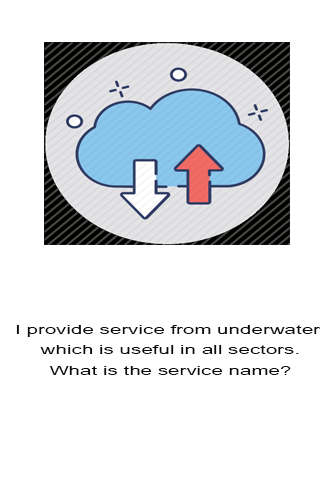 I provide service from underwater
which is useful in all sectors.
What is the service name?